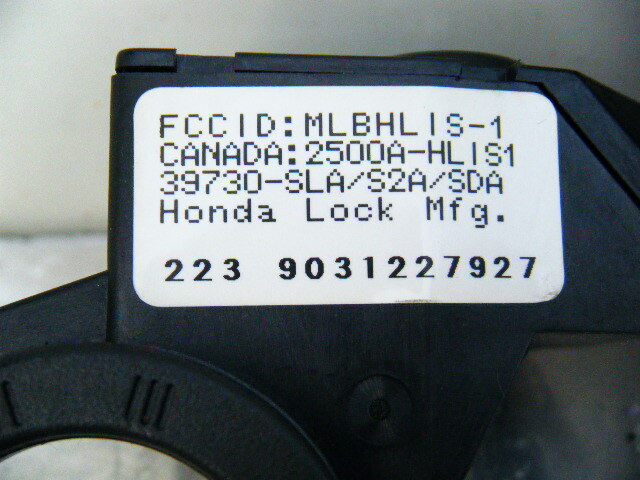 FCCID:MLBHLIS-1
CANADA:2500A-HLIS1
39730-SLA/S2A/SDA
Honda Lock Mfg.
223 9031227927